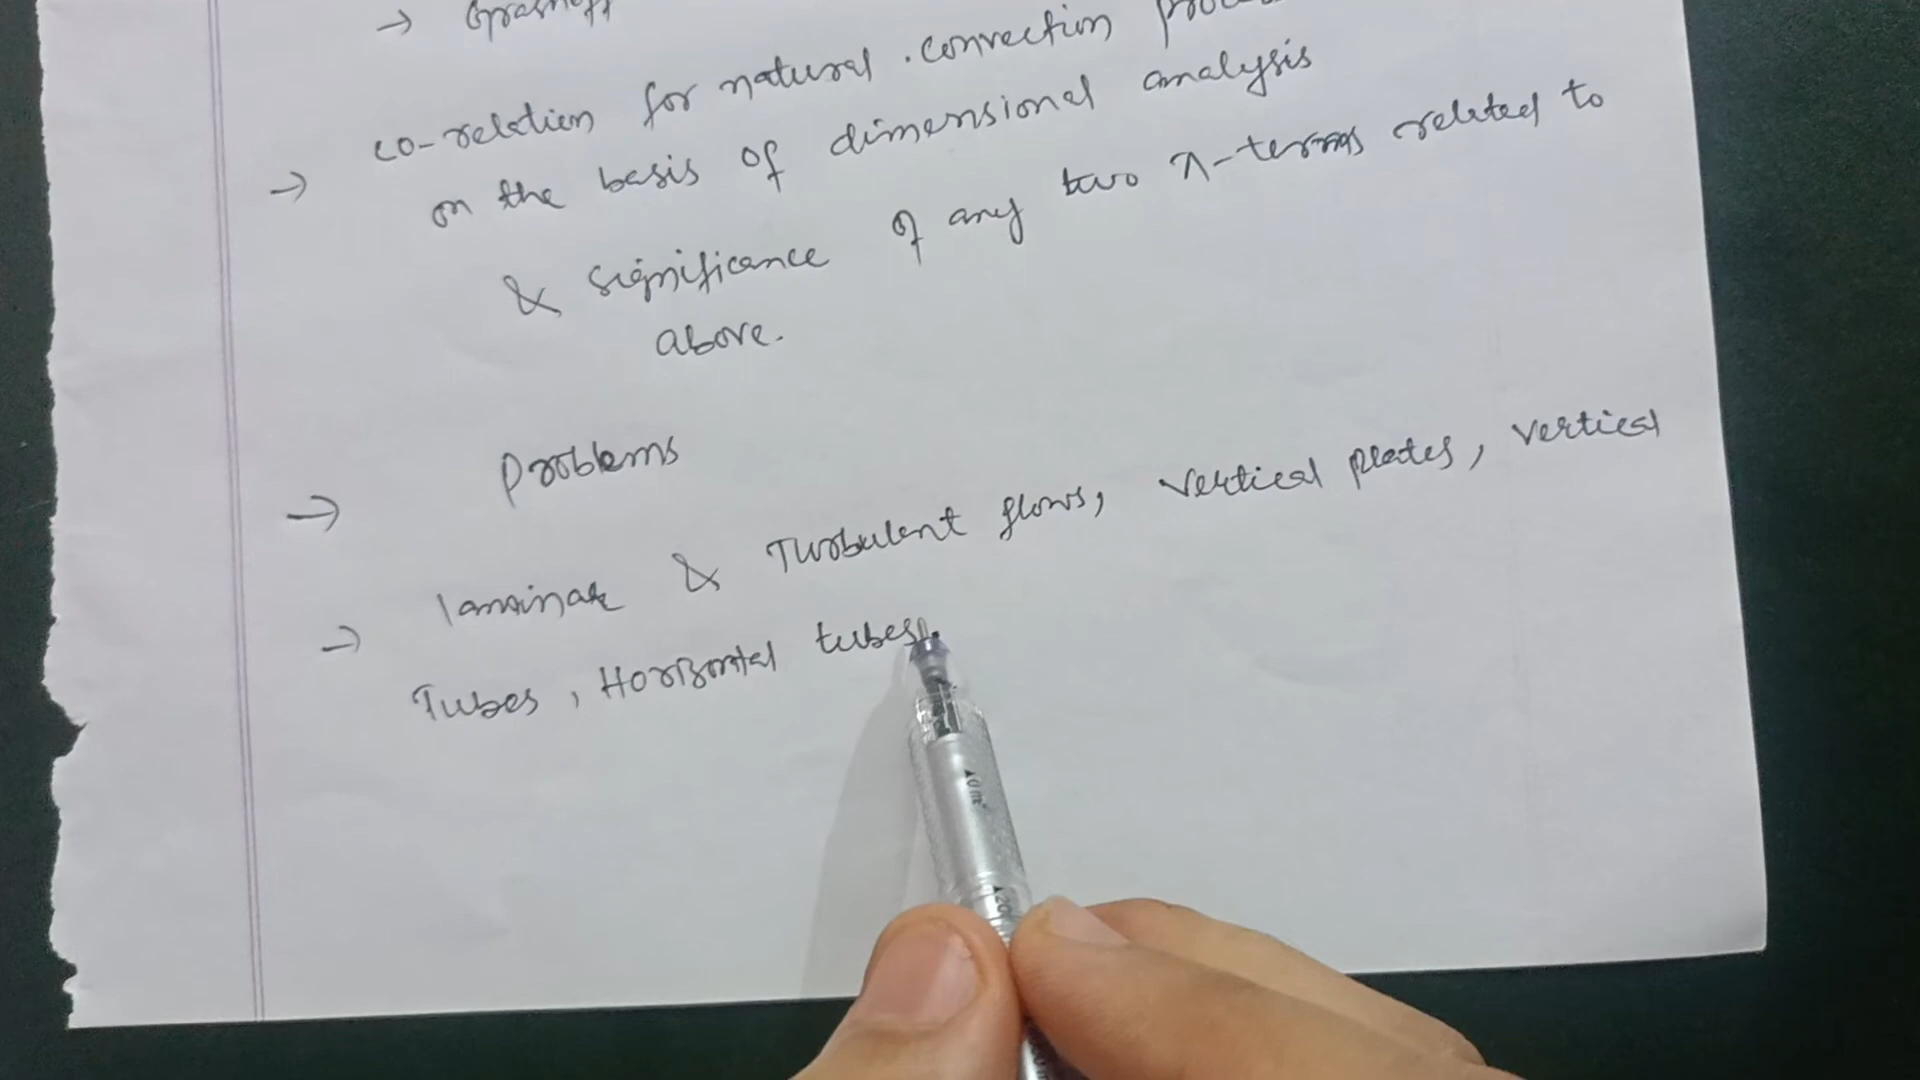 → Grashoff
→ co-relation for natural convection
on the basis of dimensional analysis
& significance of any two π-terms related to
above.
→ Problems
→ laminar & Turbulent flows, vertical plates, vertical
Tubes, Horizontal tubes.